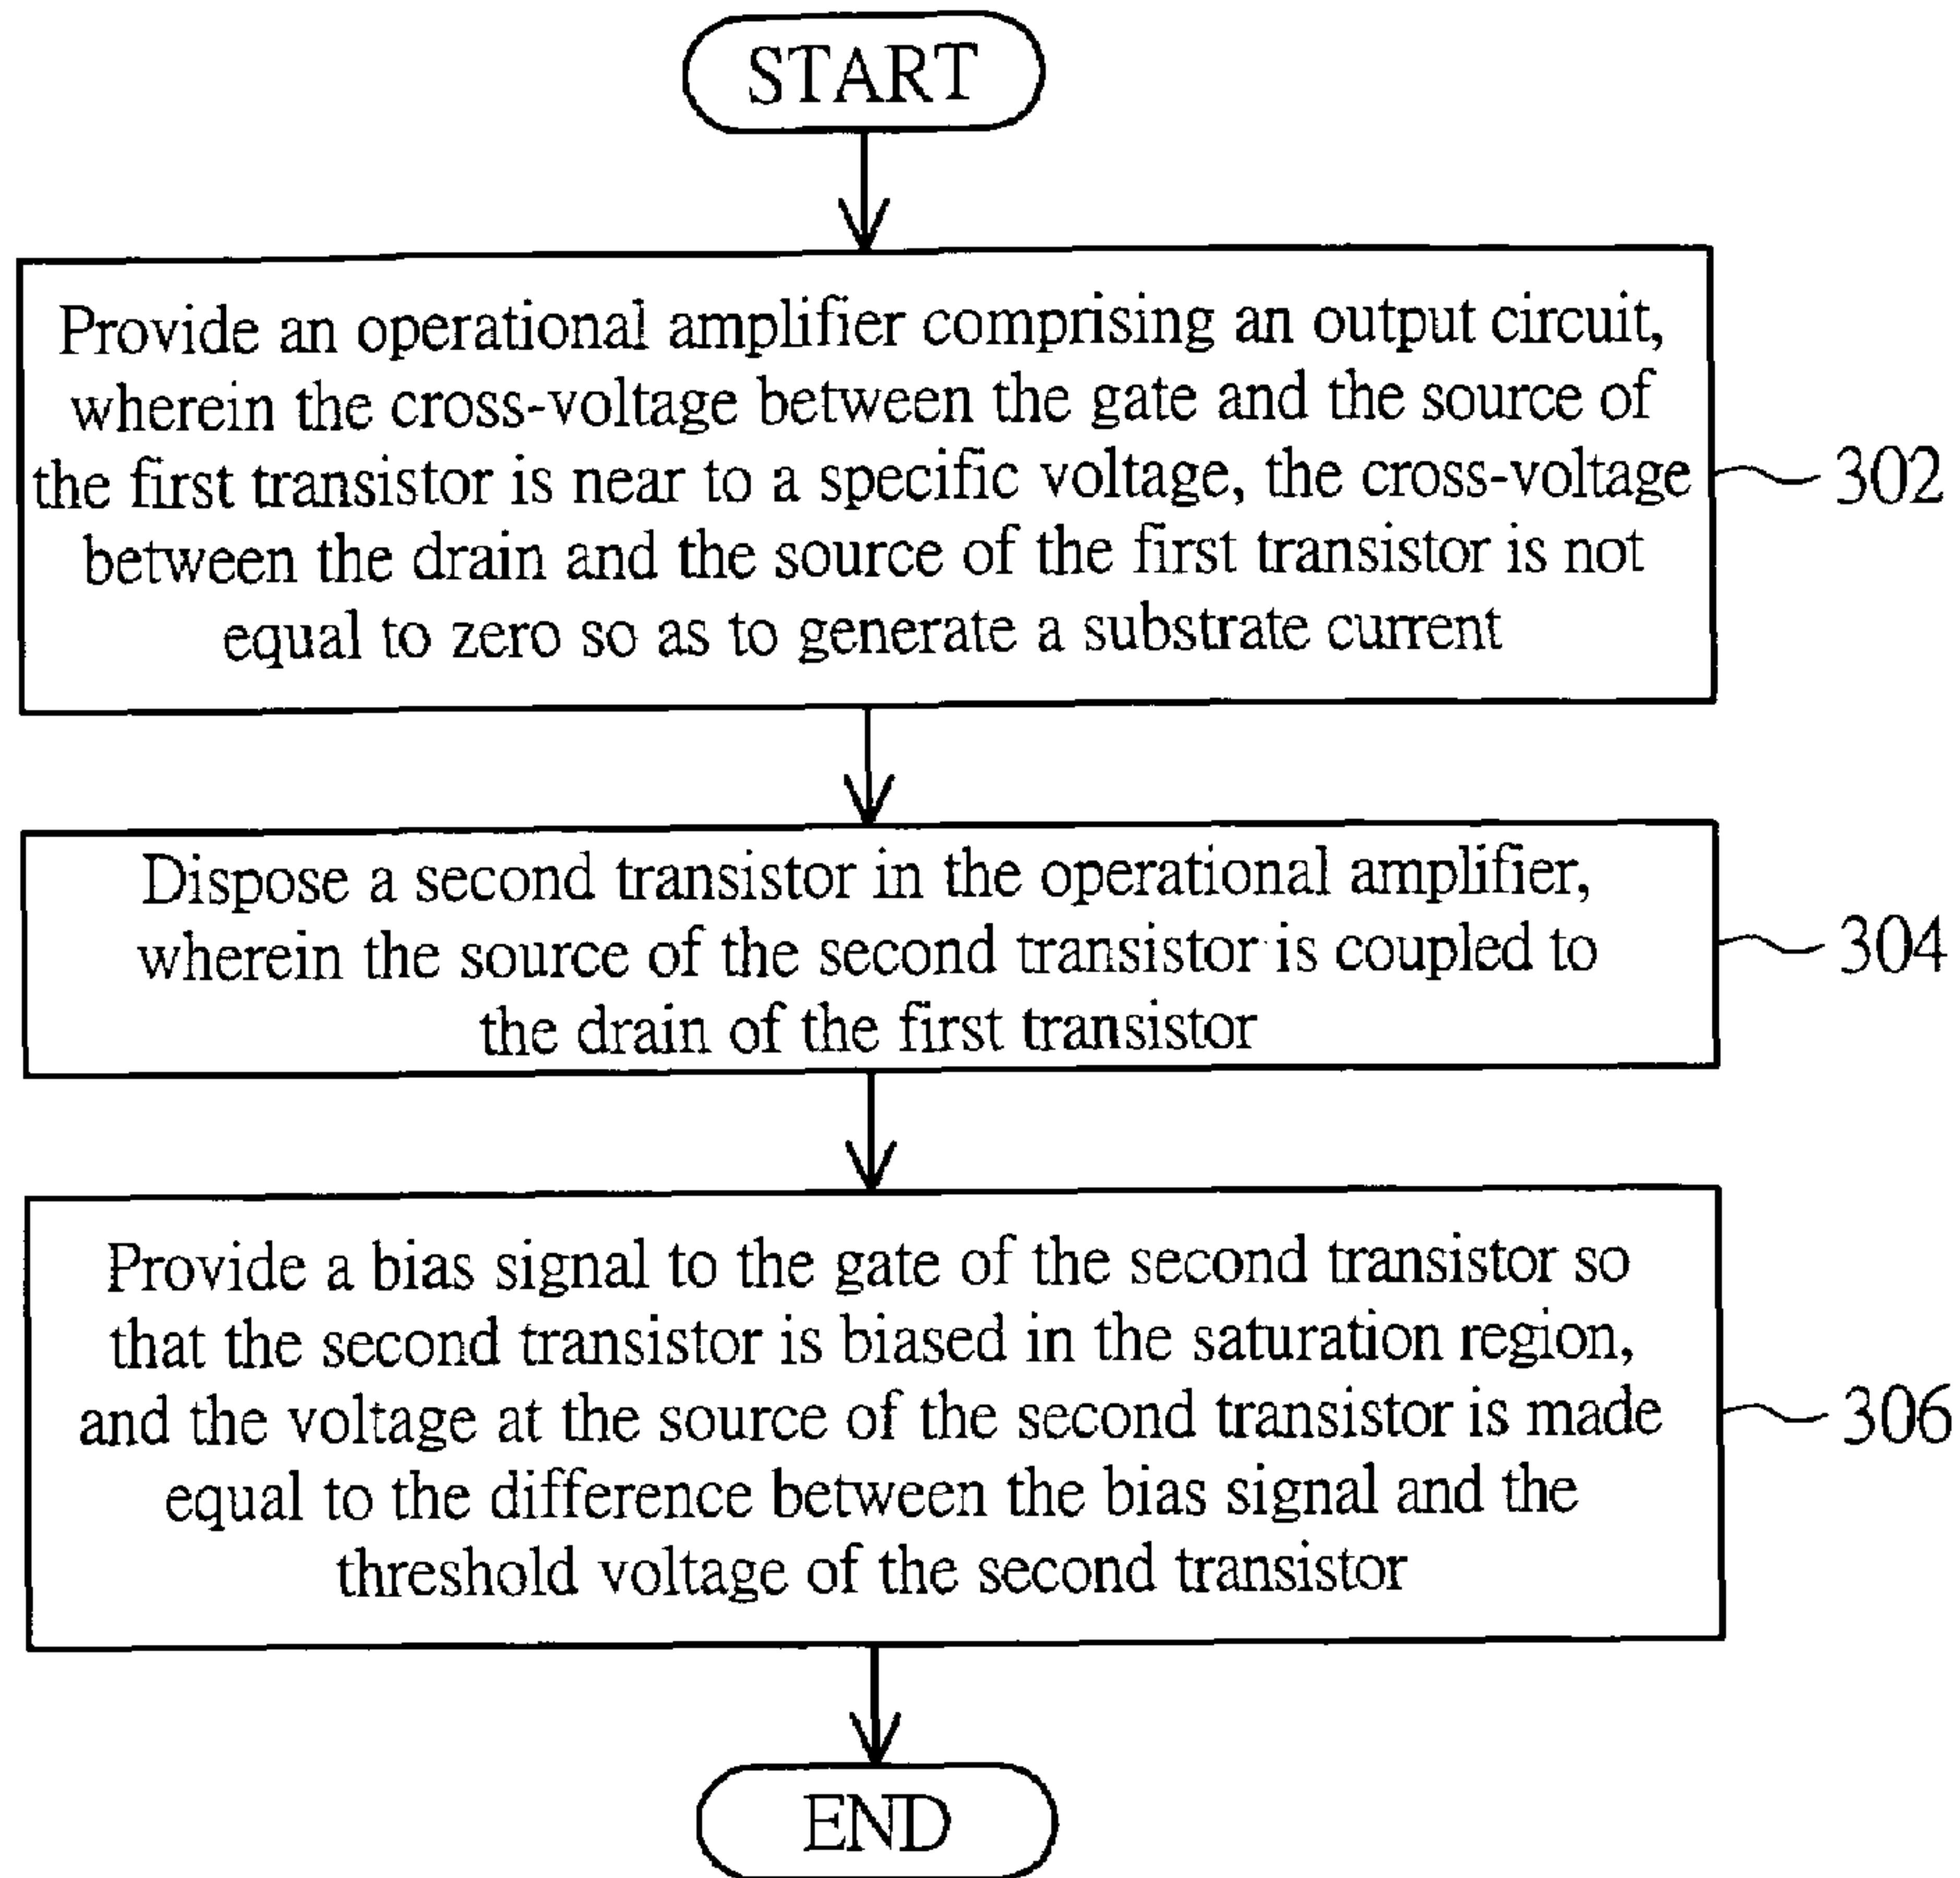 START
Provide an operational amplifier comprising an output circuit,
wherein the cross-voltage between the gate and the source of
the first transistor is near to a specific voltage, the cross-voltage
between the drain and the source of the first transistor is not
equal to zero so as to generate a substrate current
302
Dispose a second transistor in the operational amplifier,
wherein the source of the second transistor is coupled to
the drain of the first transistor
304
Provide a bias signal to the gate of the second transistor so
that the second transistor is biased in the saturation region,
and the voltage at the source of the second transistor is made
equal to the difference between the bias signal and the
threshold voltage of the second transistor
306
END